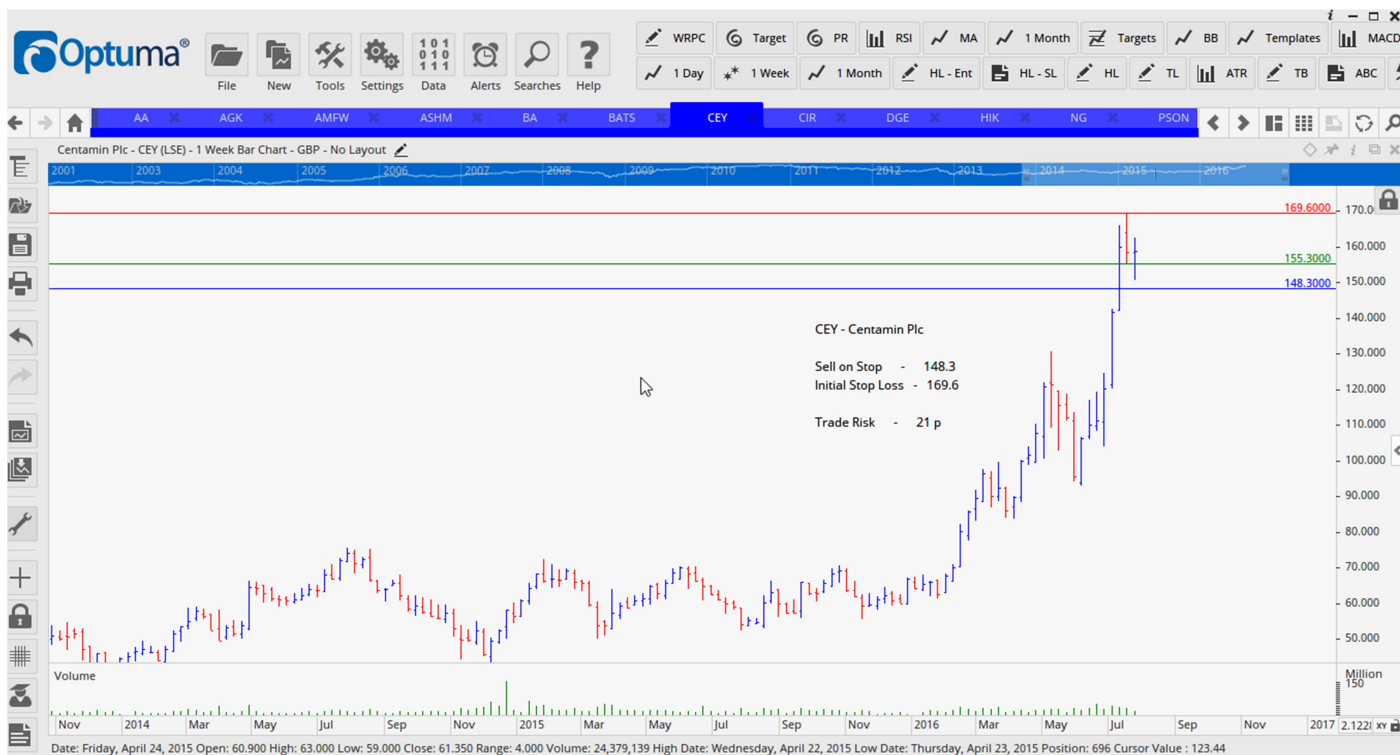 i
Optuma®
File New Tools Settings Data Alerts Searches Help
101
010
111
WRPC Target PR RSI MA 1 Month Targets BB Templates MACD
1 Day 1 Week 1 Month HL - Ent HL - SL HL TL ATR TB ABC
AA AGK AMFW ASHM BA BATS CEY CIR DGE HIK NG PSON
Centamin Plc - CEY (LSE) - 1 Week Bar Chart - GBP - No Layout
2001 2003 2004 2005 2006 2007 2008 2009 2010 2011 2012 2013 2014 2015 2016
169.6000
170.0
160.000
155.3000
150.000
148.3000
140.000
CEY - Centamin Plc
130.000
Sell on Stop - 148.3
Initial Stop Loss - 169.6
120.000
Trade Risk - 21 p
110.000
100.000
90.000
80.000
70.000
60.000
50.000
Volume
Million
150
Nov 2014 Mar May Jul Sep Nov 2015 Mar May Jul Sep Nov 2016 Mar May Jul Sep Nov 2017 XY
Date: Friday, April 24, 2015 Open: 60.900 High: 63.000 Low: 59.000 Close: 61.350 Range: 4.000 Volume: 24,379,139 High Date: Wednesday, April 22, 2015 Low Date: Thursday, April 23, 2015 Position: 696 Cursor Value : 123.44